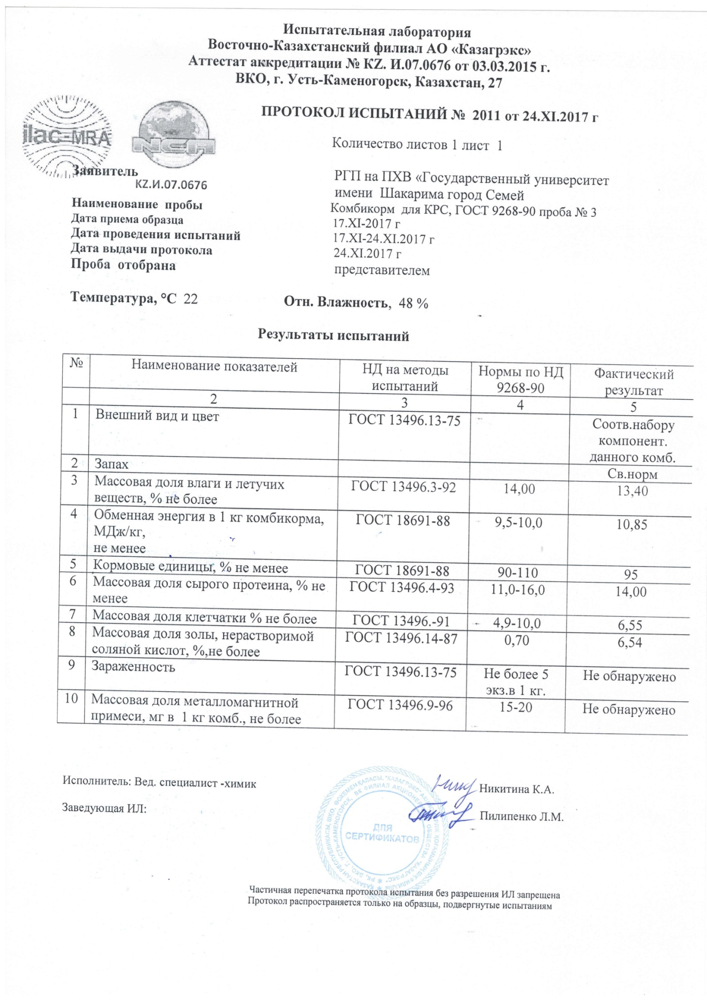 Испытательная лаборатория
Восточно-Казахстанский филиал АО «Казагрэкс»
Аттестат аккредитации № KZ. И.07.0676 от 03.03.2015 г.
ВКО, г. Усть-Каменогорск, Казахстан, 27
ilac-MRA
NCA
ПРОТОКОЛ ИСПЫТАНИЙ № 2011 от 24.XI.2017 г
Количество листов 1 лист 1
Заявитель
KZ.И.07.0676
РГП на ПХВ «Государственный университет
имени Шакарима город Семей
Наименование пробы Комбикорм для КРС, ГОСТ 9268-90 проба № 3
Дата приема образца 17.XI-2017 г
Дата проведения испытаний 17.XI-24.XI.2017 г
Дата выдачи протокола 24.XI.2017 г
Проба отобрана представителем
Температура, °С 22 Отн. Влажность, 48 %
Результаты испытаний
№ Наименование показателей НД на методы Нормы по НД Фактический
испытаний 9268-90 результат
2 3 4 5
1 Внешний вид и цвет ГОСТ 13496.13-75 Соотв.набору
компонент.
данного комб.
2 Запах Св.норм
3 Массовая доля влаги и летучих ГОСТ 13496.3-92 14,00 13,40
веществ, % не более
4 Обменная энергия в 1 кг комбикорма, ГОСТ 18691-88 9,5-10,0 10,85
МДж/кг,
не менее
5 Кормовые единицы, % не менее ГОСТ 18691-88 90-110 95
6 Массовая доля сырого протеина, % не ГОСТ 13496.4-93 11,0-16,0 14,00
менее
7 Массовая доля клетчатки % не более ГОСТ 13496.-91 4,9-10,0 6,55
8 Массовая доля золы, нерастворимой ГОСТ 13496.14-87 0,70 6,54
соляной кислот, %,не более
9 Зараженность ГОСТ 13496.13-75 Не более 5 Не обнаружено
экз.в 1 кг.
10 Массовая доля металломагнитной ГОСТ 13496.9-96 15-20 Не обнаружено
примеси, мг в 1 кг комб., не более
Исполнитель: Вед. специалист -химик Никитина К.А.
Заведующая ИЛ: Пилипенко Л.М.
ДЛЯ
СЕРТИФИКАТОВ
Частичная перепечатка протокола испытания без разрешения ИЛ запрещена
Протокол распространяется только на образцы, подвергнутые испытаниям